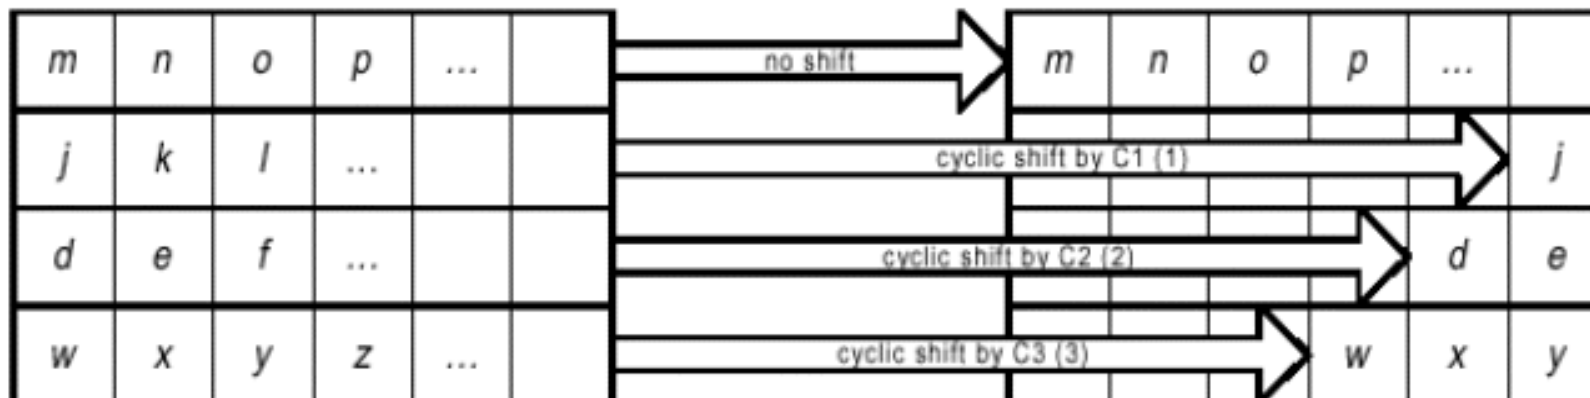 m n o p ... no shift m n o p ...
j k l ... cyclic shift by C1 (1) j
d e f ... cyclic shift by C2 (2) d e
w x y z ... cyclic shift by C3 (3) w x y